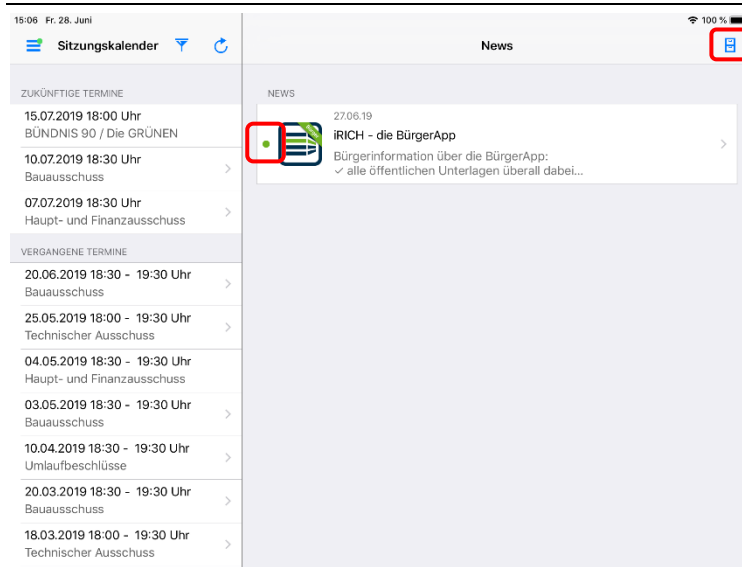 15:06 Fr. 28. Juni
100 %
Sitzungskalender
News
ZUKÜNFTIGE TERMINE
15.07.2019 18:00 Uhr
BÜNDNIS 90 / Die GRÜNEN
10.07.2019 18:30 Uhr
Bauausschuss
07.07.2019 18:30 Uhr
Haupt- und Finanzausschuss
VERGANGENE TERMINE
20.06.2019 18:30 - 19:30 Uhr
Bauausschuss
25.05.2019 18:00 - 19:30 Uhr
Technischer Ausschuss
04.05.2019 18:30 - 19:30 Uhr
Haupt- und Finanzausschuss
03.05.2019 18:30 - 19:30 Uhr
Bauausschuss
10.04.2019 18:30 - 19:30 Uhr
Umlaufbeschlüsse
20.03.2019 18:30 - 19:30 Uhr
Bauausschuss
18.03.2019 18:00 - 19:30 Uhr
Technischer Ausschuss
NEWS
27.06.19
iRICH - die BürgerApp
Bürgerinformation über die BürgerApp:
✓ alle öffentlichen Unterlagen überall dabei...